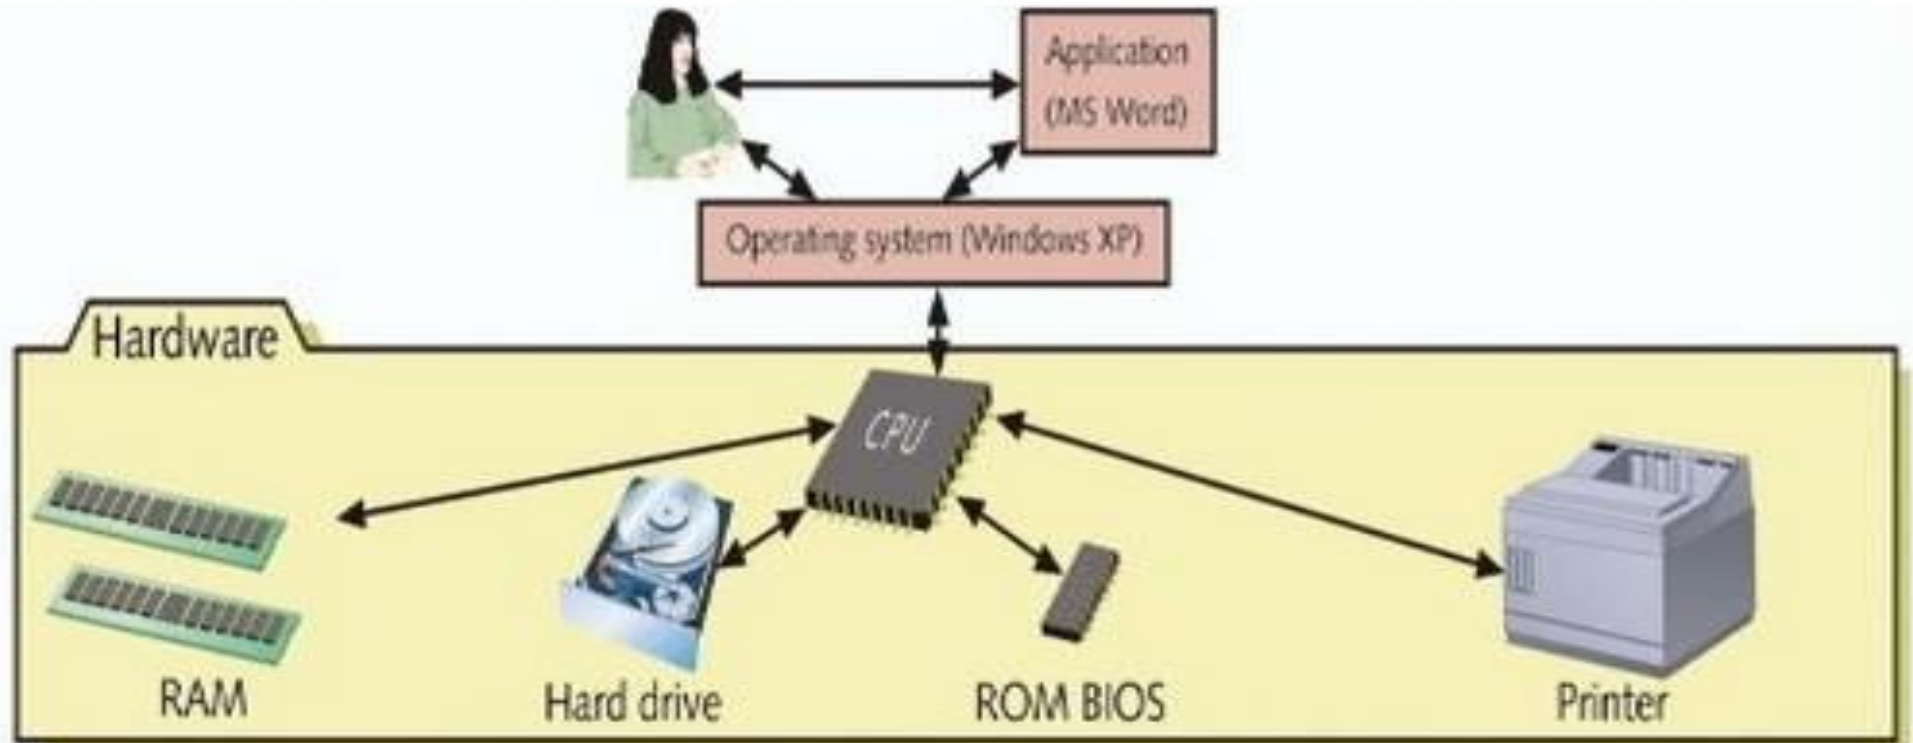 Application
(MS Word)
Operating system (Windows XP)
Hardware
CPU
RAM
Hard drive
ROM BIOS
Printer